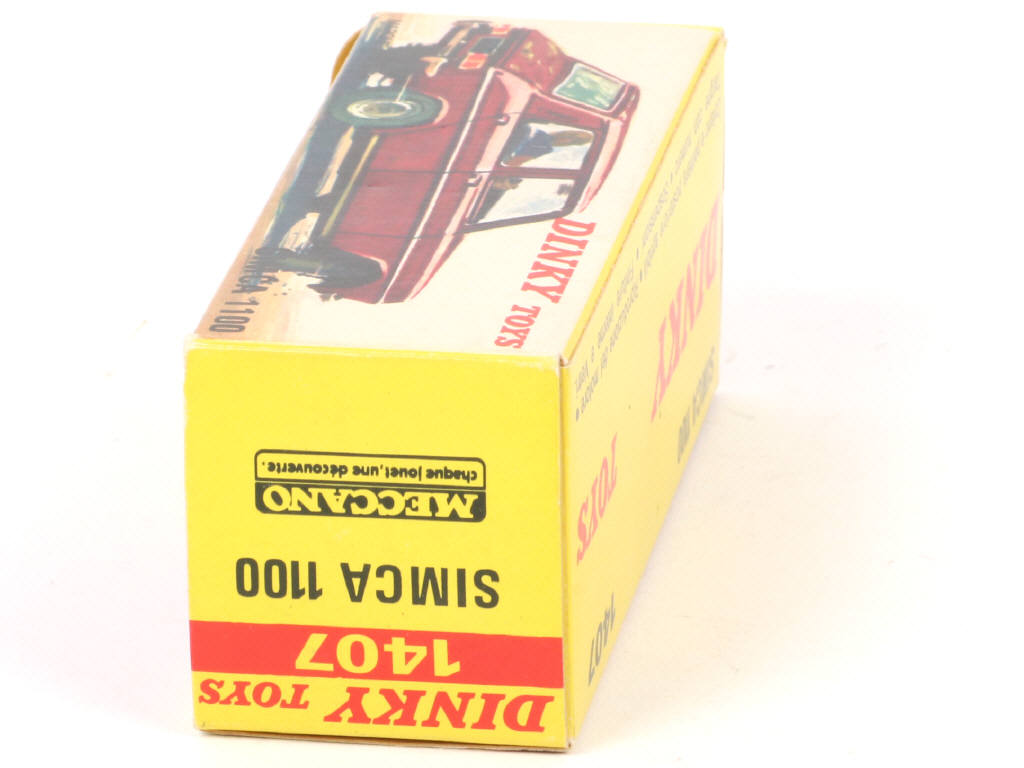 DINKY TOYS
1407
SIMCA 1100
MECCANO
chaque jouet, une découverte.
DINKY TOYS
SIMCA 1100
DINKY TOYS
SIMCA 1100
1407